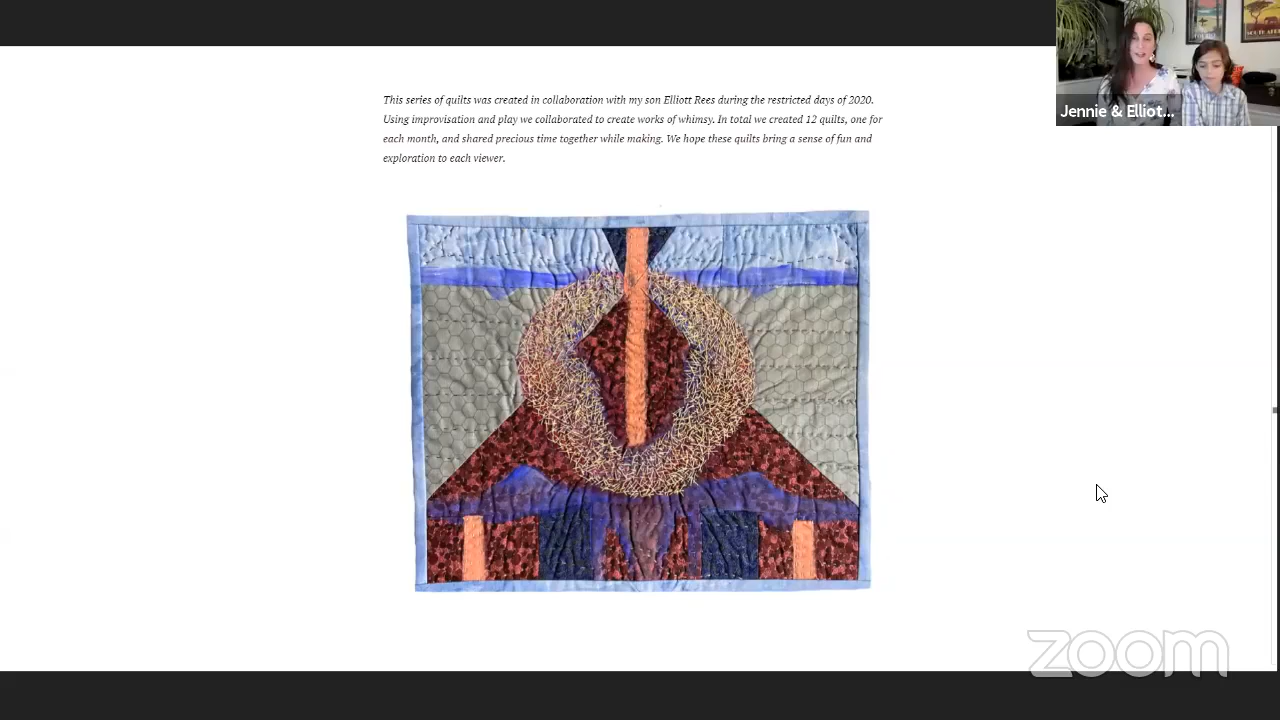 This series of quilts was created in collaboration with my son Elliott Rees during the restricted days of 2020.
Using improviation and play we collaborated to create works of whimsy. In total we created 12 quilts, one for
each month, and shared precious time together while making. We hope these quilts bring a sense of fun and
exploration to each viewer.
Jennie & Elliot...
zoom